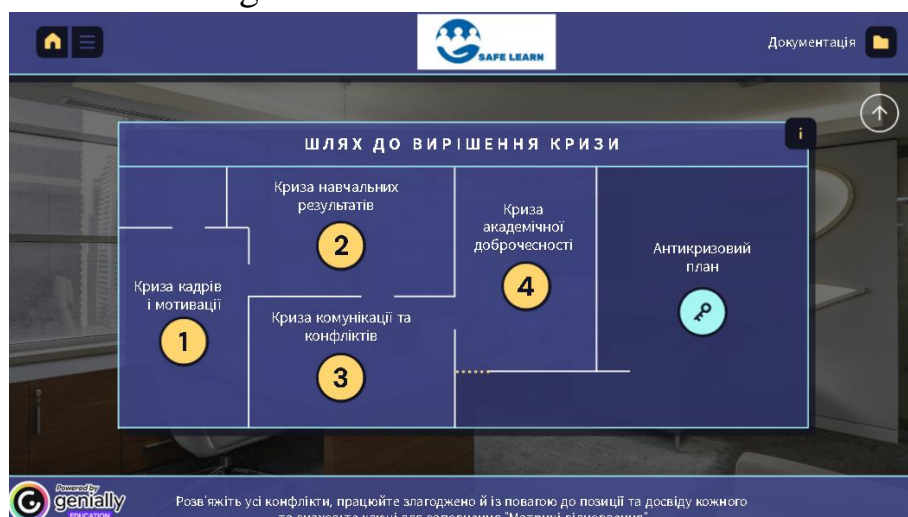 SAFE LEARN
Документація
i
ШЛЯХ ДО ВИРІШЕННЯ КРИЗИ
Криза навчальних
результатів
2
Криза
академічної
доброчесності
4
Антикризовий
план
Криза кадрів
і мотивації
1
Криза комунікації та
конфліктів
3
Powered by
genially
EDUCATION
Розв'яжіть усі конфлікти, працюйте злагоджено й із повагою до позиції та досвіду кожного